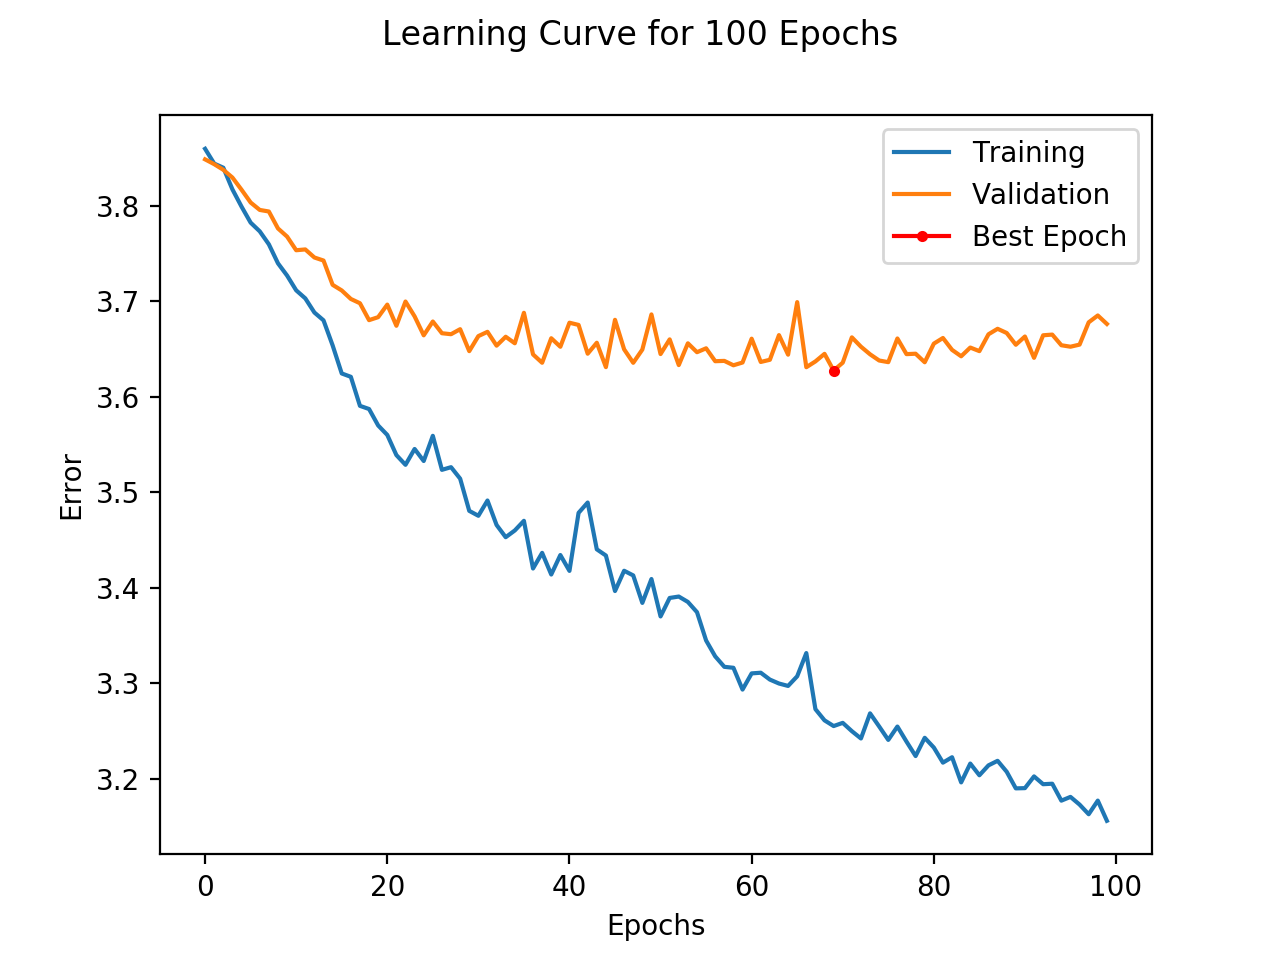 Learning Curve for 100 Epochs
Training
Validation
Best Epoch
3.8
3.7
3.6
3.5
3.4
3.3
3.2
Error
0 20 40 60 80 100
Epochs